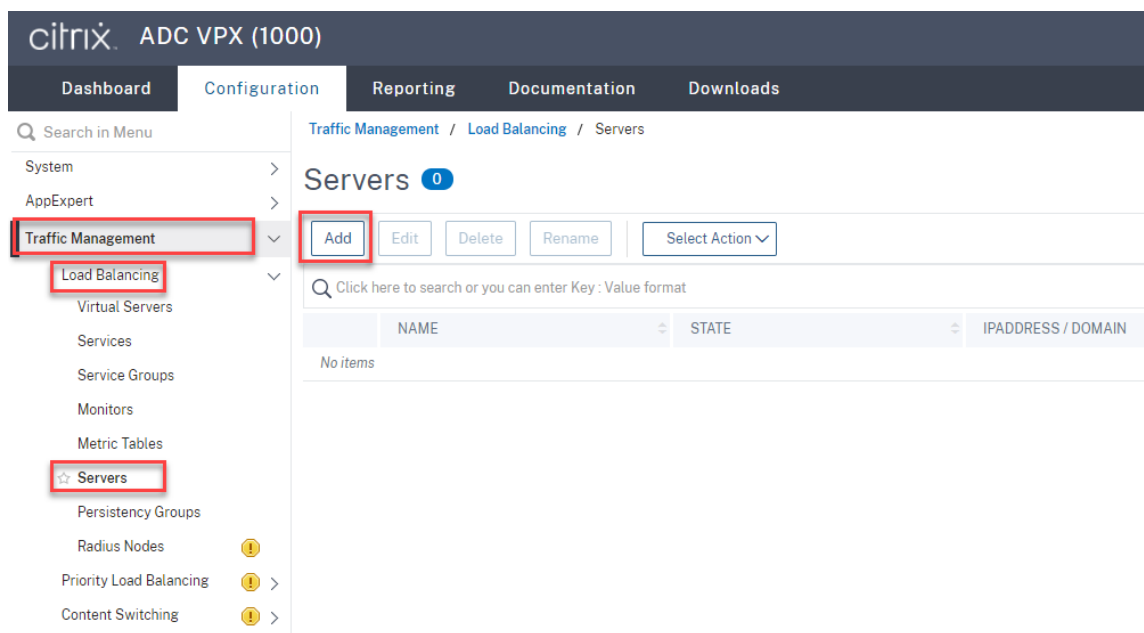 citrix. ADC VPX (1000)
Dashboard Configuration Reporting Documentation Downloads
Search in Menu
System
AppExpert
Traffic Management
Load Balancing
Virtual Servers
Services
Service Groups
Monitors
Metric Tables
Servers
Persistency Groups
Radius Nodes
Priority Load Balancing
Content Switching
Traffic Management / Load Balancing / Servers
Servers 0
Add Edit Delete Rename Select Action
Click here to search or you can enter Key : Value format
NAME STATE IPADDRESS / DOMAIN
No items